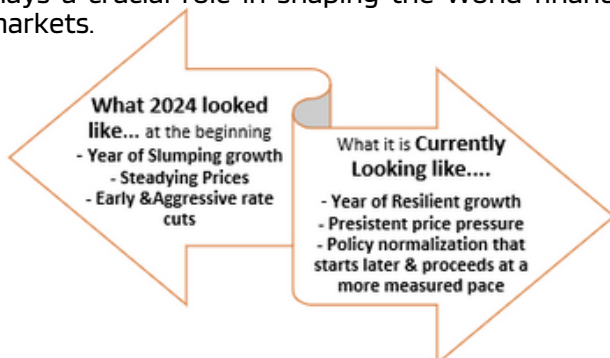 plays a crucial role in shaping the World financ
markets.
What 2024 looked
like... at the beginning
- Year of Slumping growth
- Steadying Prices
- Early &Aggressive rate
cuts
What it is Currently
Looking like....
- Year of Resilient growth
- Presistent price pressure
- Policy normalization that
starts later & proceeds at a
more measured pace